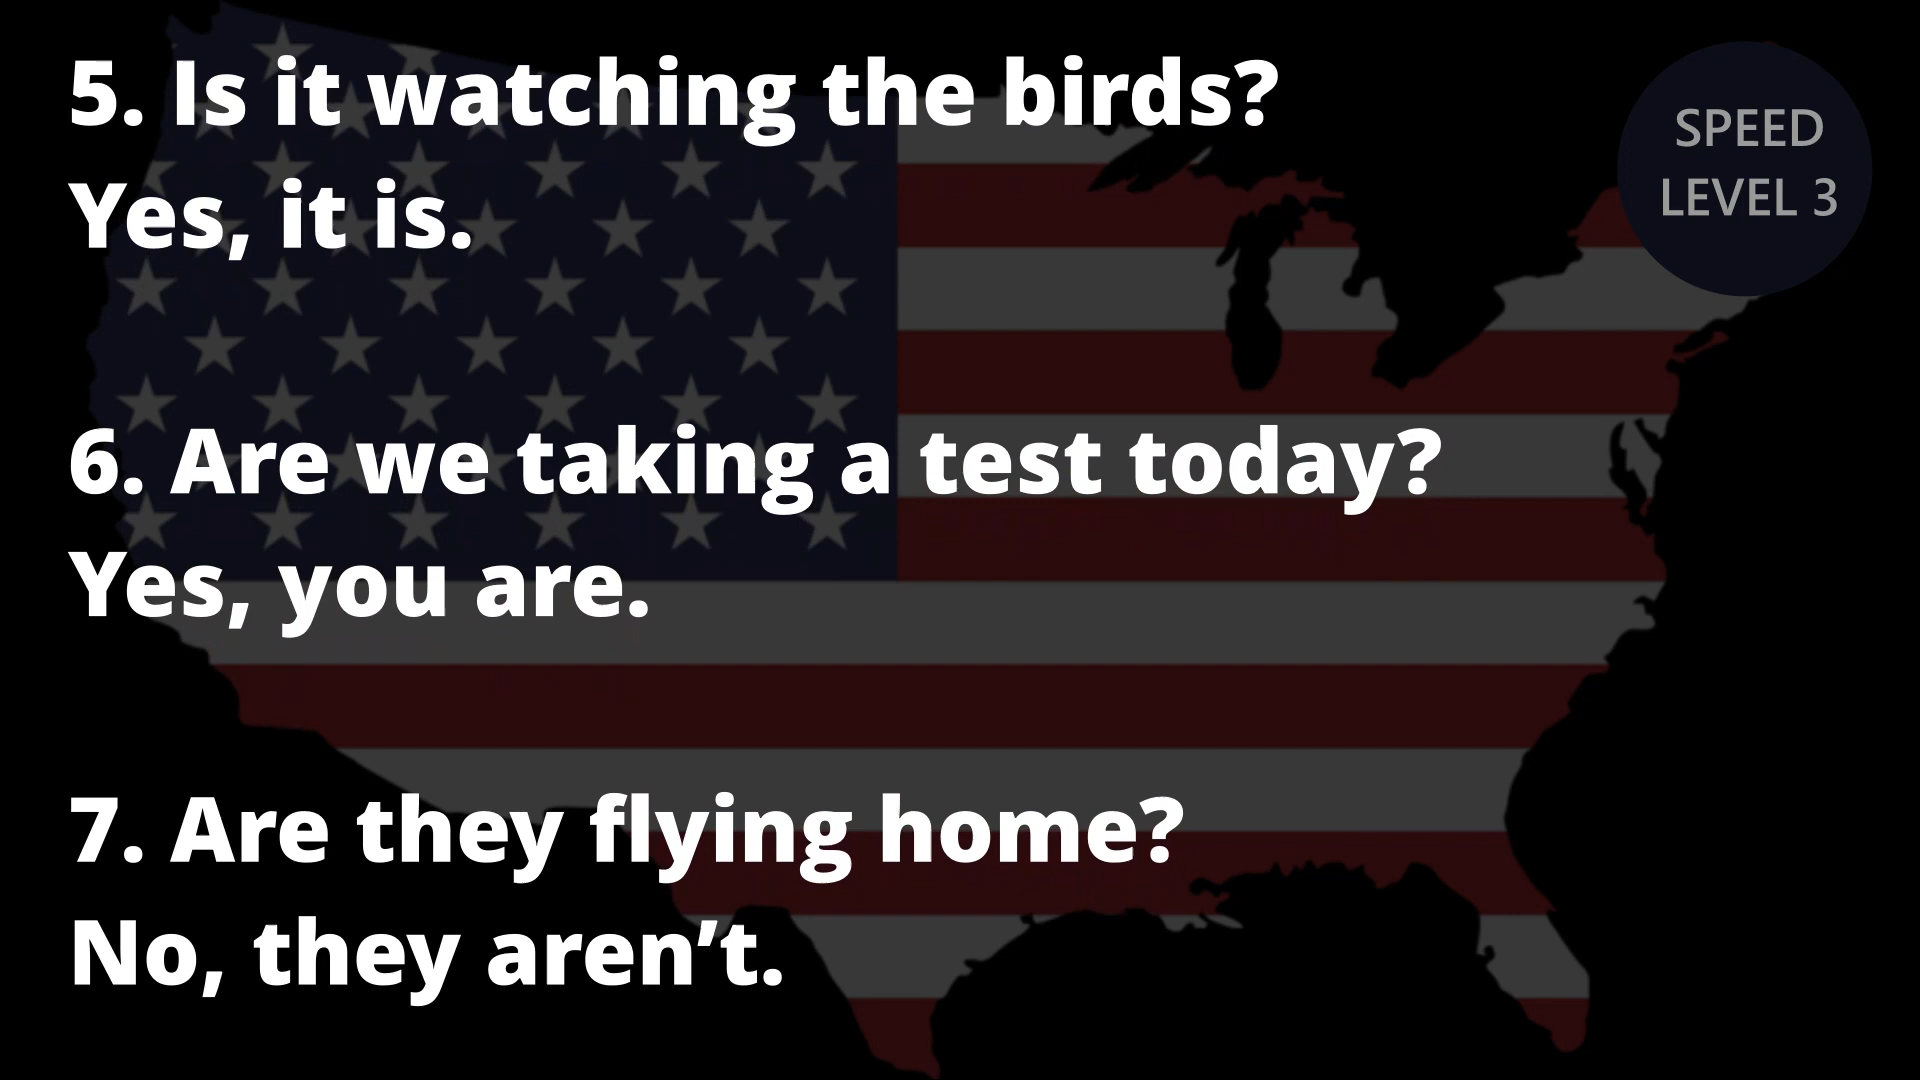 5. Is it watching the birds?
Yes, it is.
6. Are we taking a test today?
Yes, you are.
7. Are they flying home?
No, they aren’t.
SPEED
LEVEL 3